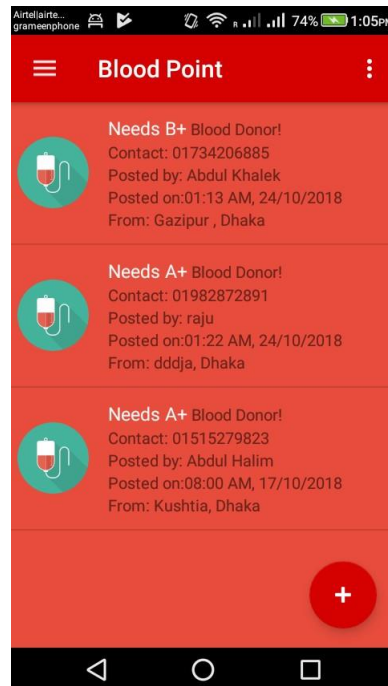 Airtel|airte...
grameenphone
R
74%
1:05PM
Blood Point
Needs B+ Blood Donor!
Contact: 01734206885
Posted by: Abdul Khalek
Posted on:01:13 AM, 24/10/2018
From: Gazipur , Dhaka
Needs A+ Blood Donor!
Contact: 01982872891
Posted by: raju
Posted on:01:22 AM, 24/10/2018
From: dddja, Dhaka
Needs A+ Blood Donor!
Contact: 01515279823
Posted by: Abdul Halim
Posted on:08:00 AM, 17/10/2018
From: Kushtia, Dhaka
+